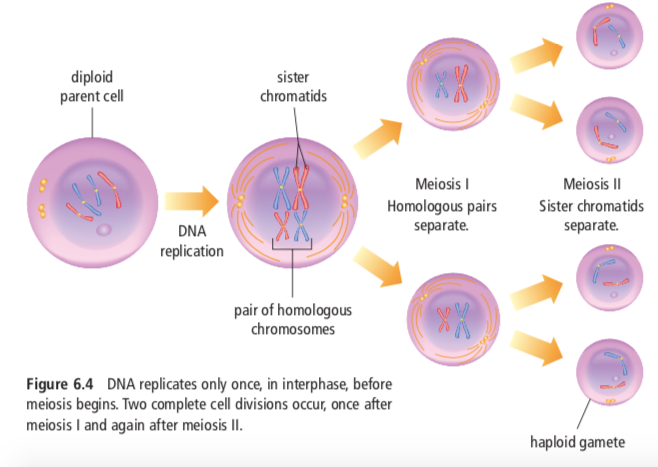 diploid
parent cell
sister
chromatids
DNA
replication
pair of homologous
chromosomes
Meiosis I
Homologous pairs
separate.
Meiosis II
Sister chromatids
separate.
haploid gamete
Figure 6.4 DNA replicates only once, in interphase, before
meiosis begins. Two complete cell divisions occur, once after
meiosis I and again after meiosis II.